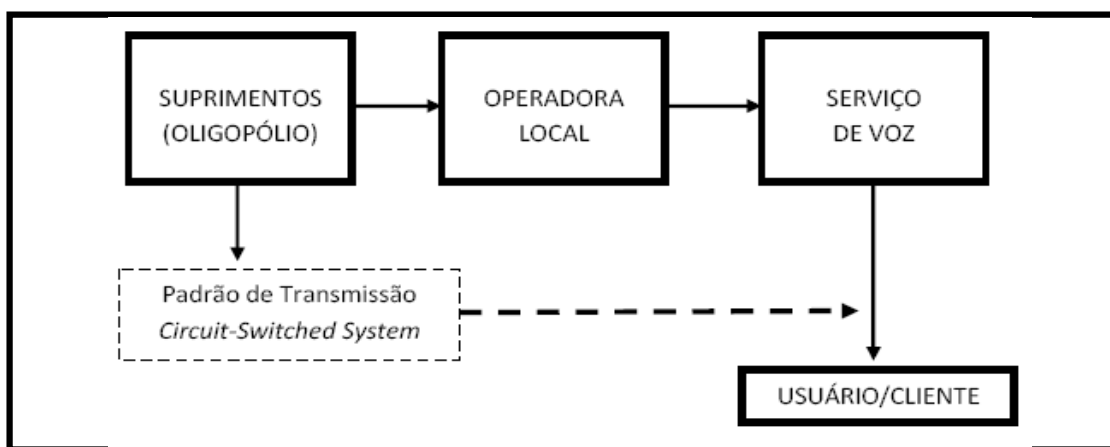 SUPRIMENTOS
(OLIGOPÓLIO)
OPERADORA
LOCAL
SERVIÇO
DE VOZ
Padrão de Transmissão
Circuit-Switched System
USUÁRIO/CLIENTE